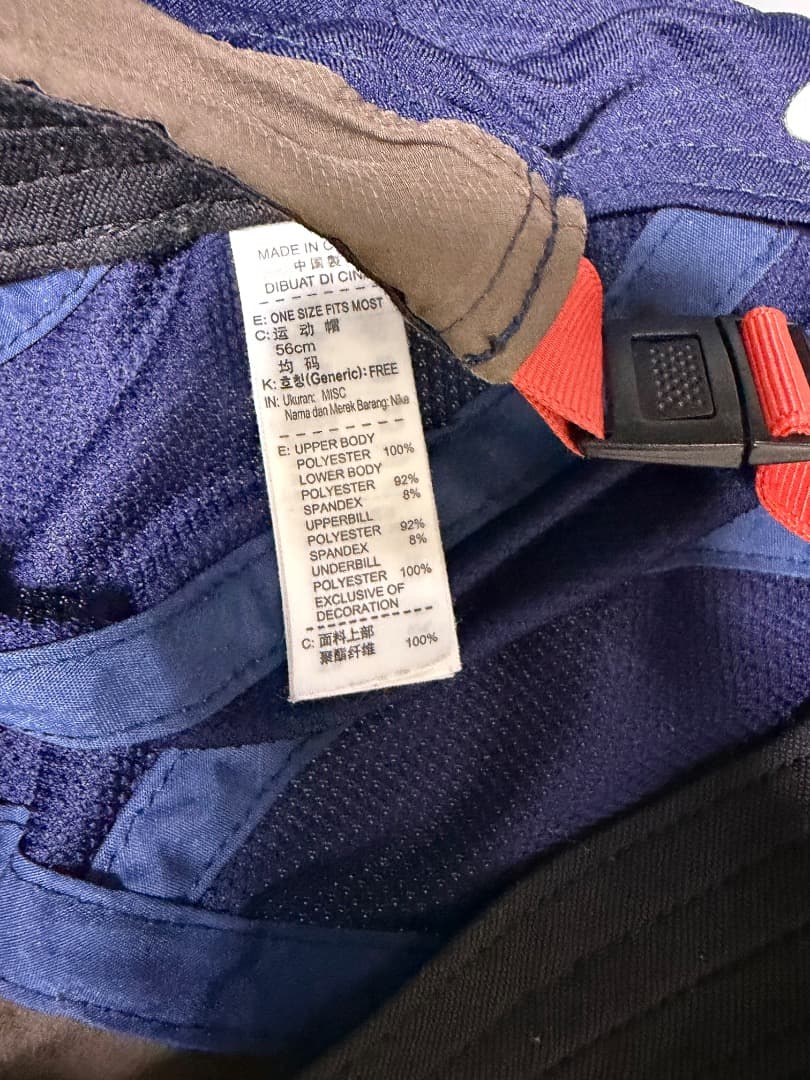 MADE IN
中国製
DIBUAT DI
E: ONE SIZE FITS MOST
C: 运动帽
56cm
均码
K: 호칭(Generic): FREE
IN: Ukuran: MISC
Nama dan Merek Barang: Nike
E: UPPER BODY
POLYESTER 100%
LOWER BODY
POLYESTER 92%
SPANDEX 8%
UPPERBILL
POLYESTER 92%
SPANDEX 8%
UNDERBILL
POLYESTER 100%
EXCLUSIVE OF
DECORATION
C: 面料上部
聚酯纤维 100%